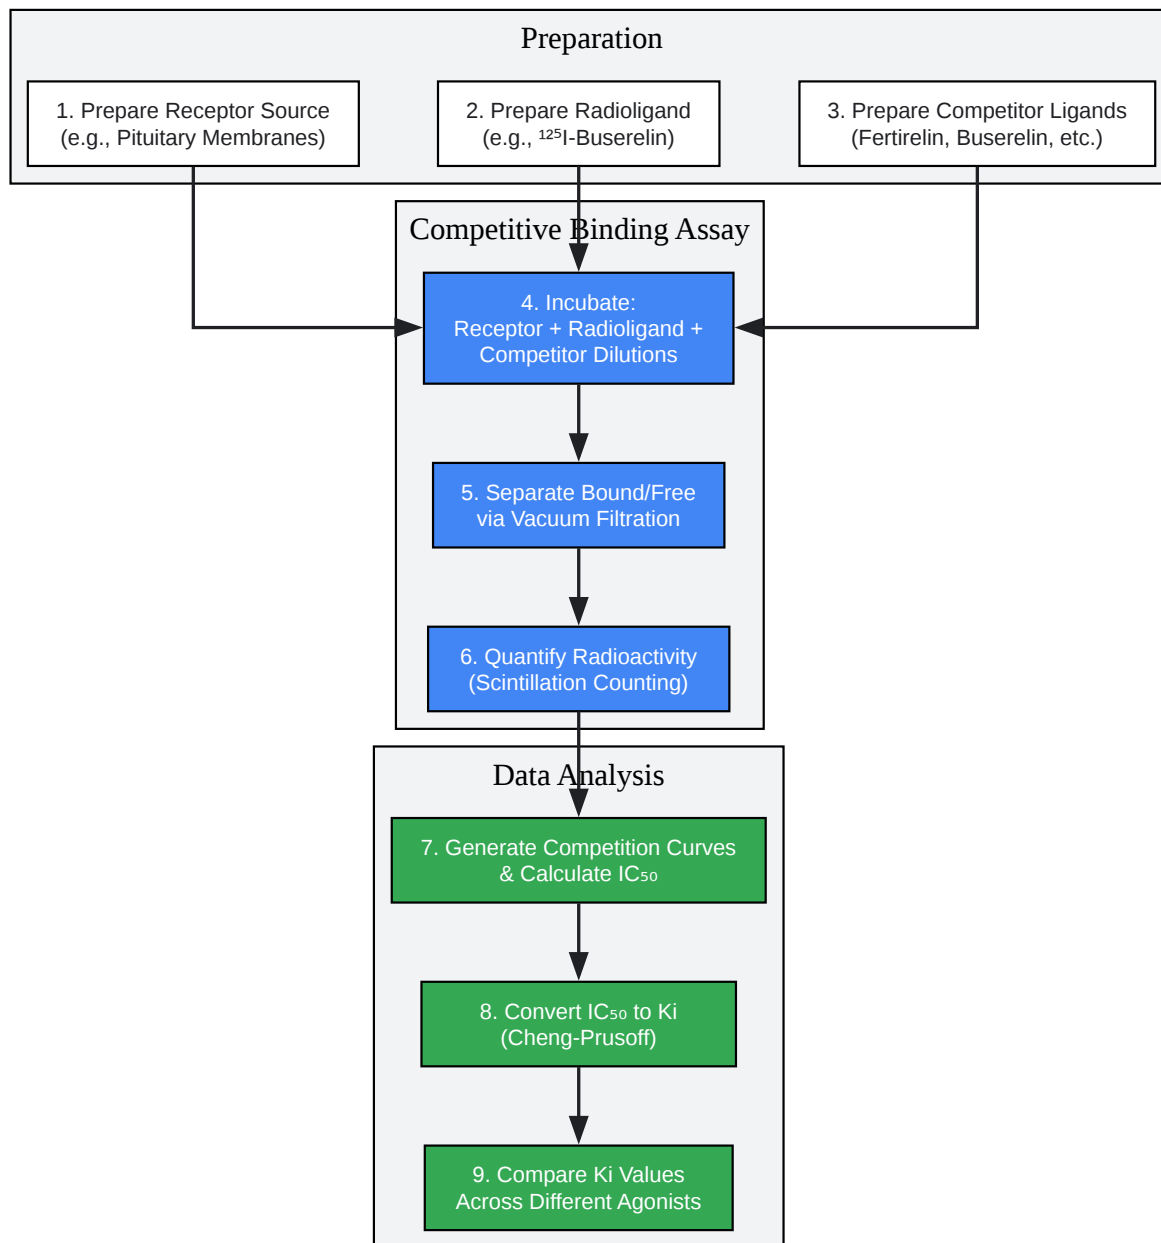 Preparation
1. Prepare Receptor Source
(e.g., Pituitary Membranes)
2. Prepare Radioligand
(e.g., ¹²⁵I-Buserelin)
3. Prepare Competitor Ligands
(Fertirelin, Buserelin, etc.)
Competitive Binding Assay
4. Incubate:
Receptor + Radioligand +
Competitor Dilutions
5. Separate Bound/Free
via Vacuum Filtration
6. Quantify Radioactivity
(Scintillation Counting)
Data Analysis
7. Generate Competition Curves
& Calculate IC₅₀
8. Convert IC₅₀ to Ki
(Cheng-Prusoff)
9. Compare Ki Values
Across Different Agonists